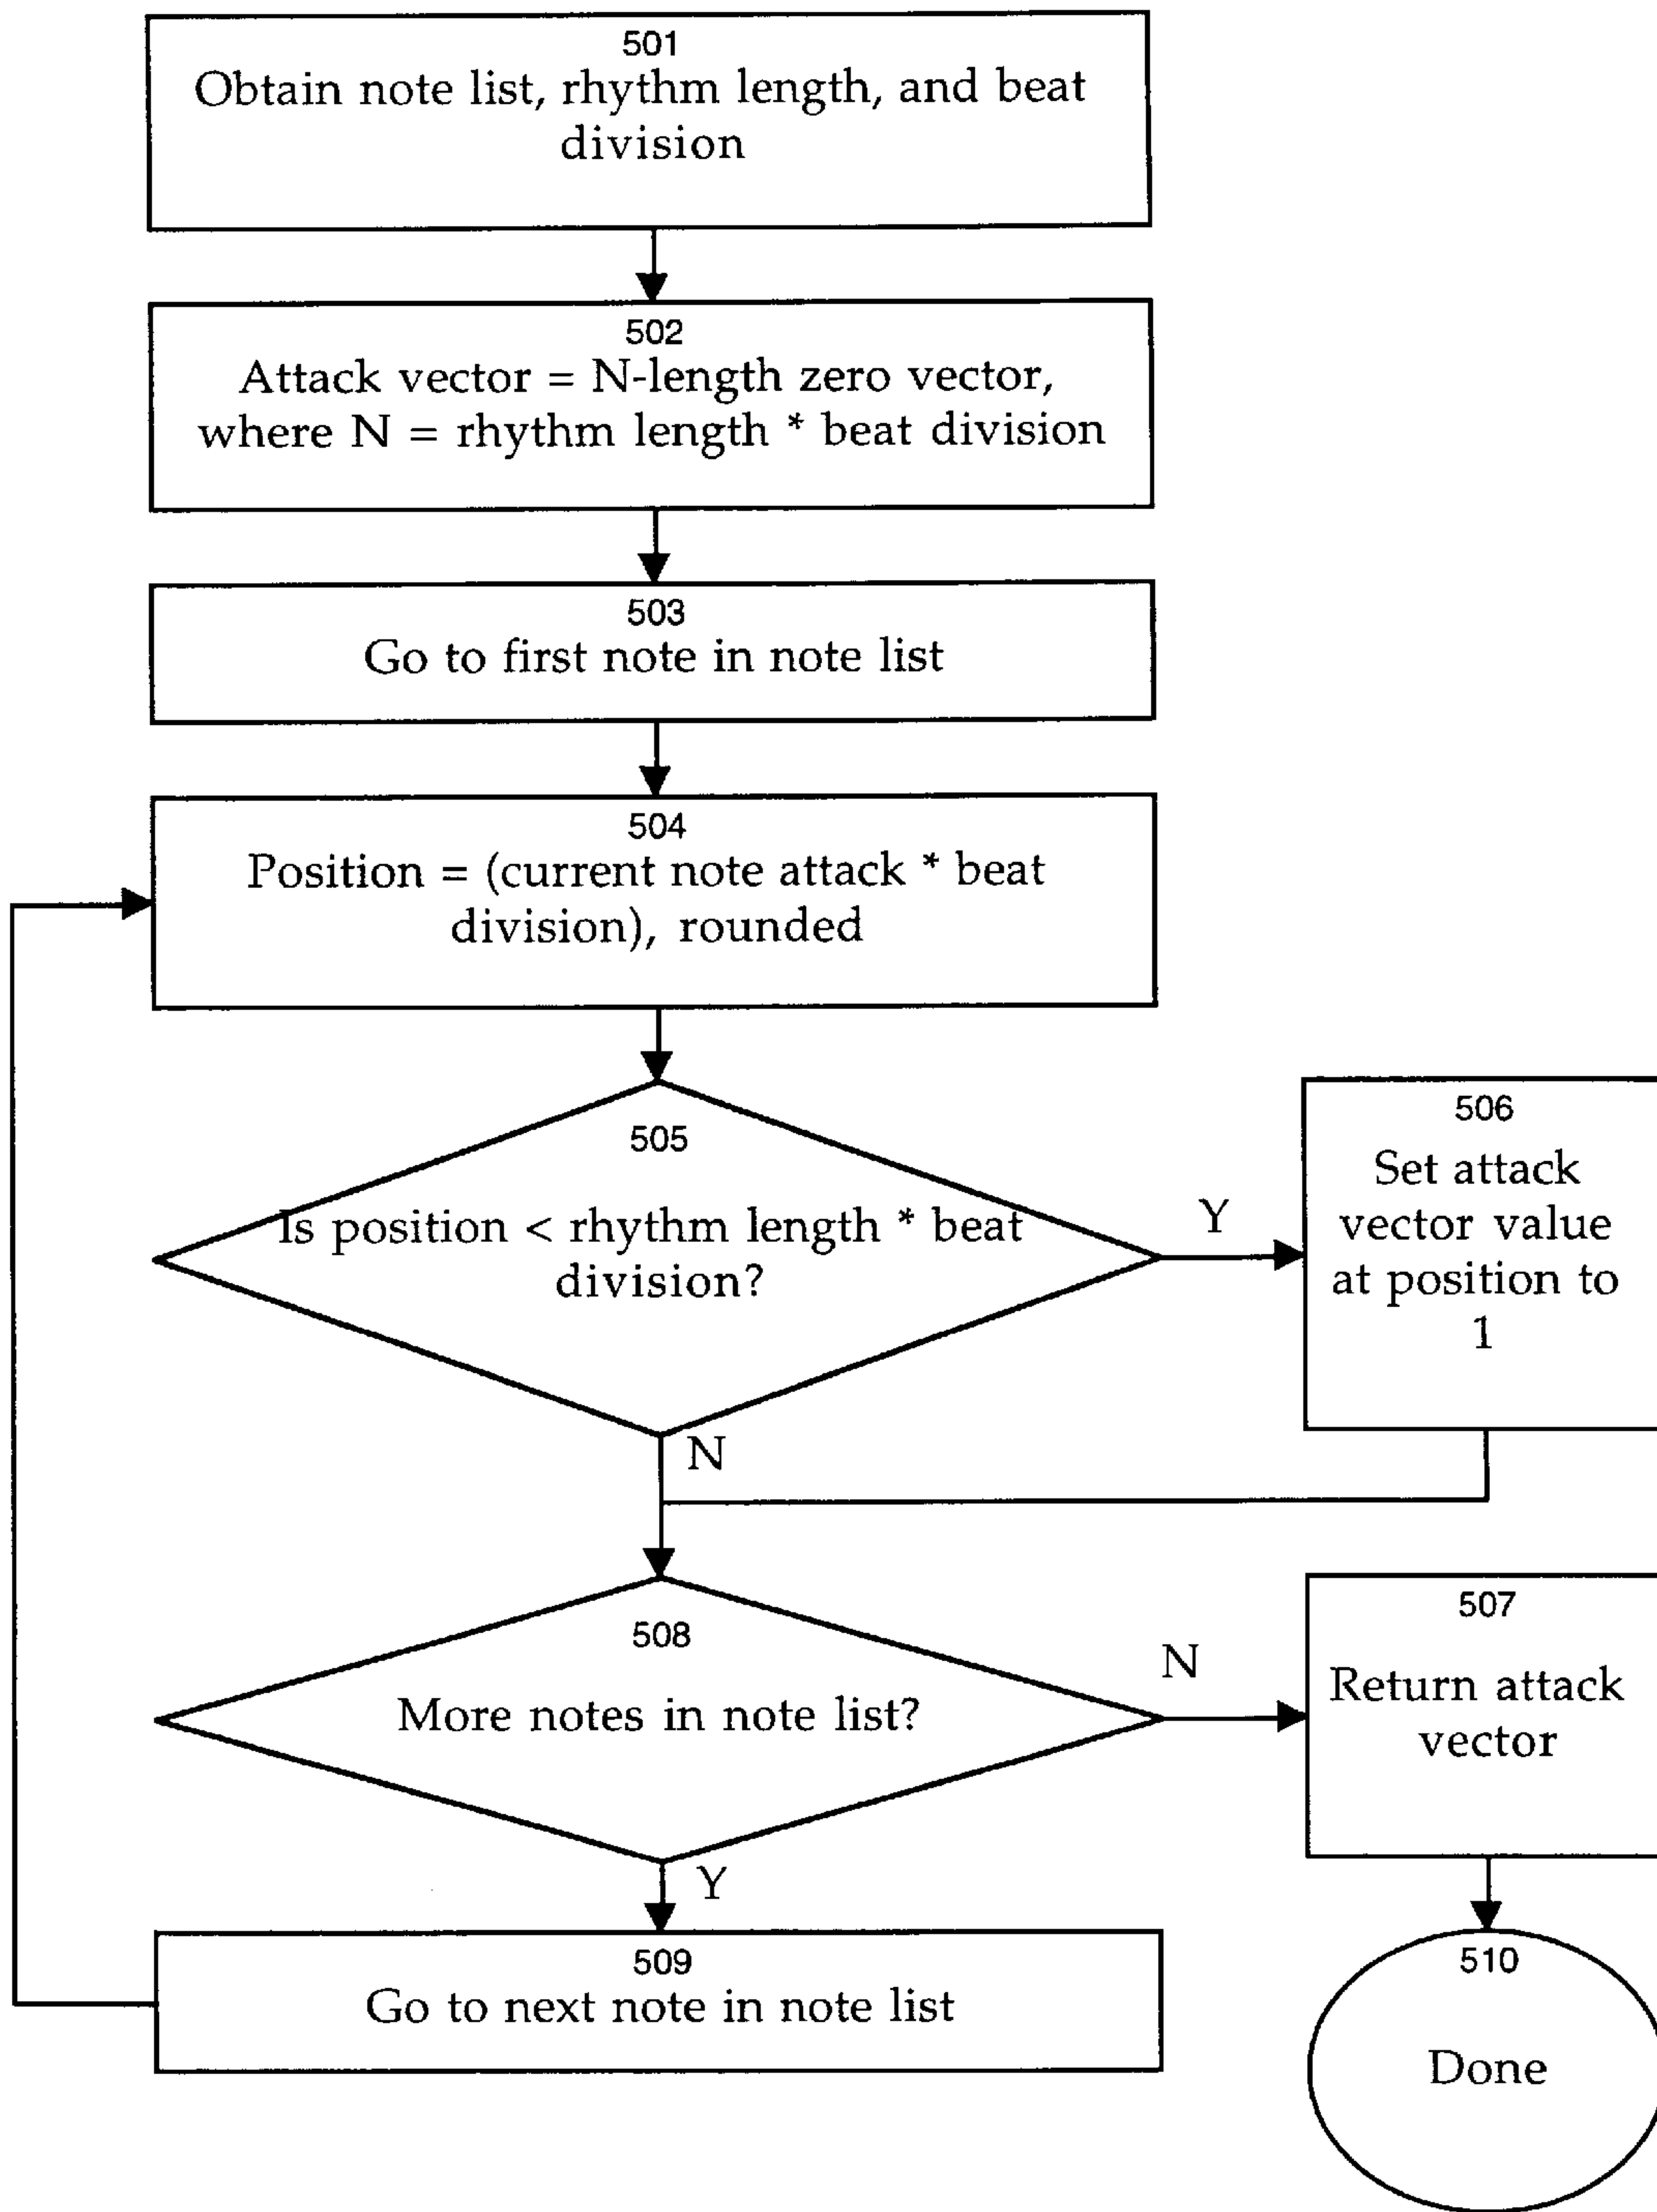 501
Obtain note list, rhythm length, and beat
division
502
Attack vector = N-length zero vector,
where N = rhythm length * beat division
503
Go to first note in note list
504
Position = (current note attack * beat
division), rounded
505
Is position < rhythm length * beat
division?
Y
506
Set attack
vector value
at position to
1
N
508
More notes in note list?
N
507
Return attack
vector
Y
509
Go to next note in note list
510
Done